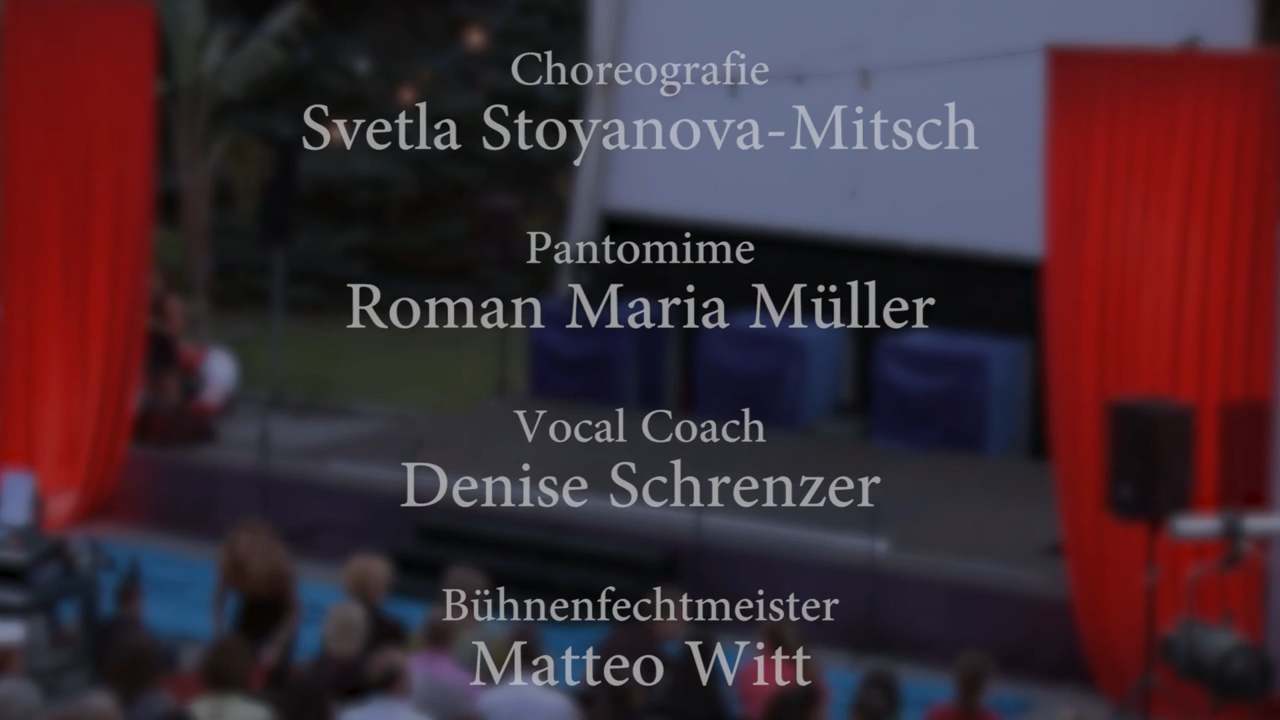 Choreografie
Svetla Stoyanova-Mitsch
Pantomime
Roman Maria Müller
Vocal Coach
Denise Schrenzer
Bühnenfechtmeister
Matteo Witt